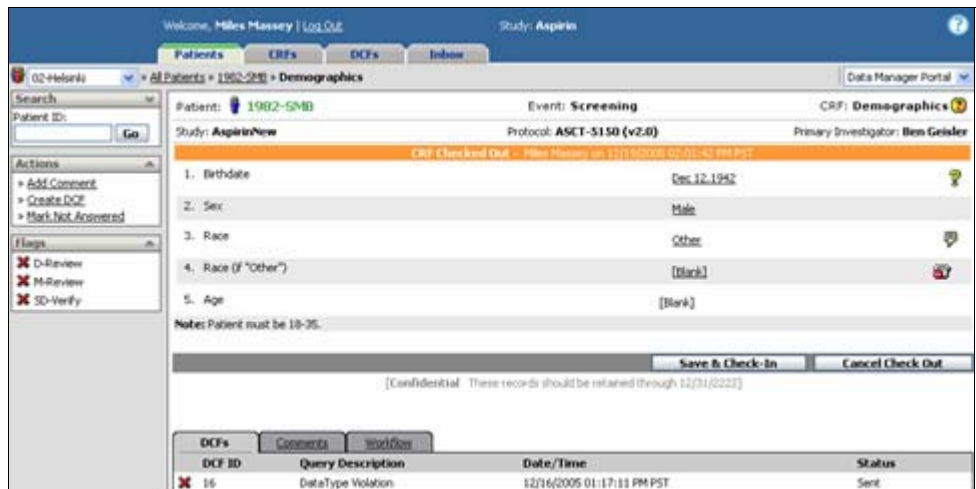 Welcome, Miles Massey | Log Out Study: Aspirin
Patients CRFs DCFs Inbox
02-Helsinki » All Patients » 1982-SMB » Demographics Data Manager Portal
Search
Patient: 1982-SMB Event: Screening CRF: Demographics
Patient ID:
Go
Study: AspirinNew Protocol: ASCT-5150 (v2.0) Primary Investigator: Ben Geisler
CRF Checked Out - Miles Massey on 12/19/2005 02:01:42 PM PST
Actions
» Add Comment
» Create DCF
» Mark Not Answered
Flags
D-Review
M-Review
SD-Verify
1. Birthdate Dec 12, 1942
2. Sex Male
3. Race Other
4. Race (if "Other") [Blank]
5. Age [Blank]
Note: Patient must be 18-35.
Save & Check-In Cancel Check Out
[Confidential These records should be retained through 12/31/2222]
DCFs Comments Workflow
DCF ID Query Description Date/Time Status
16 DataType Violation 12/16/2005 01:17:11 PM PST Sent